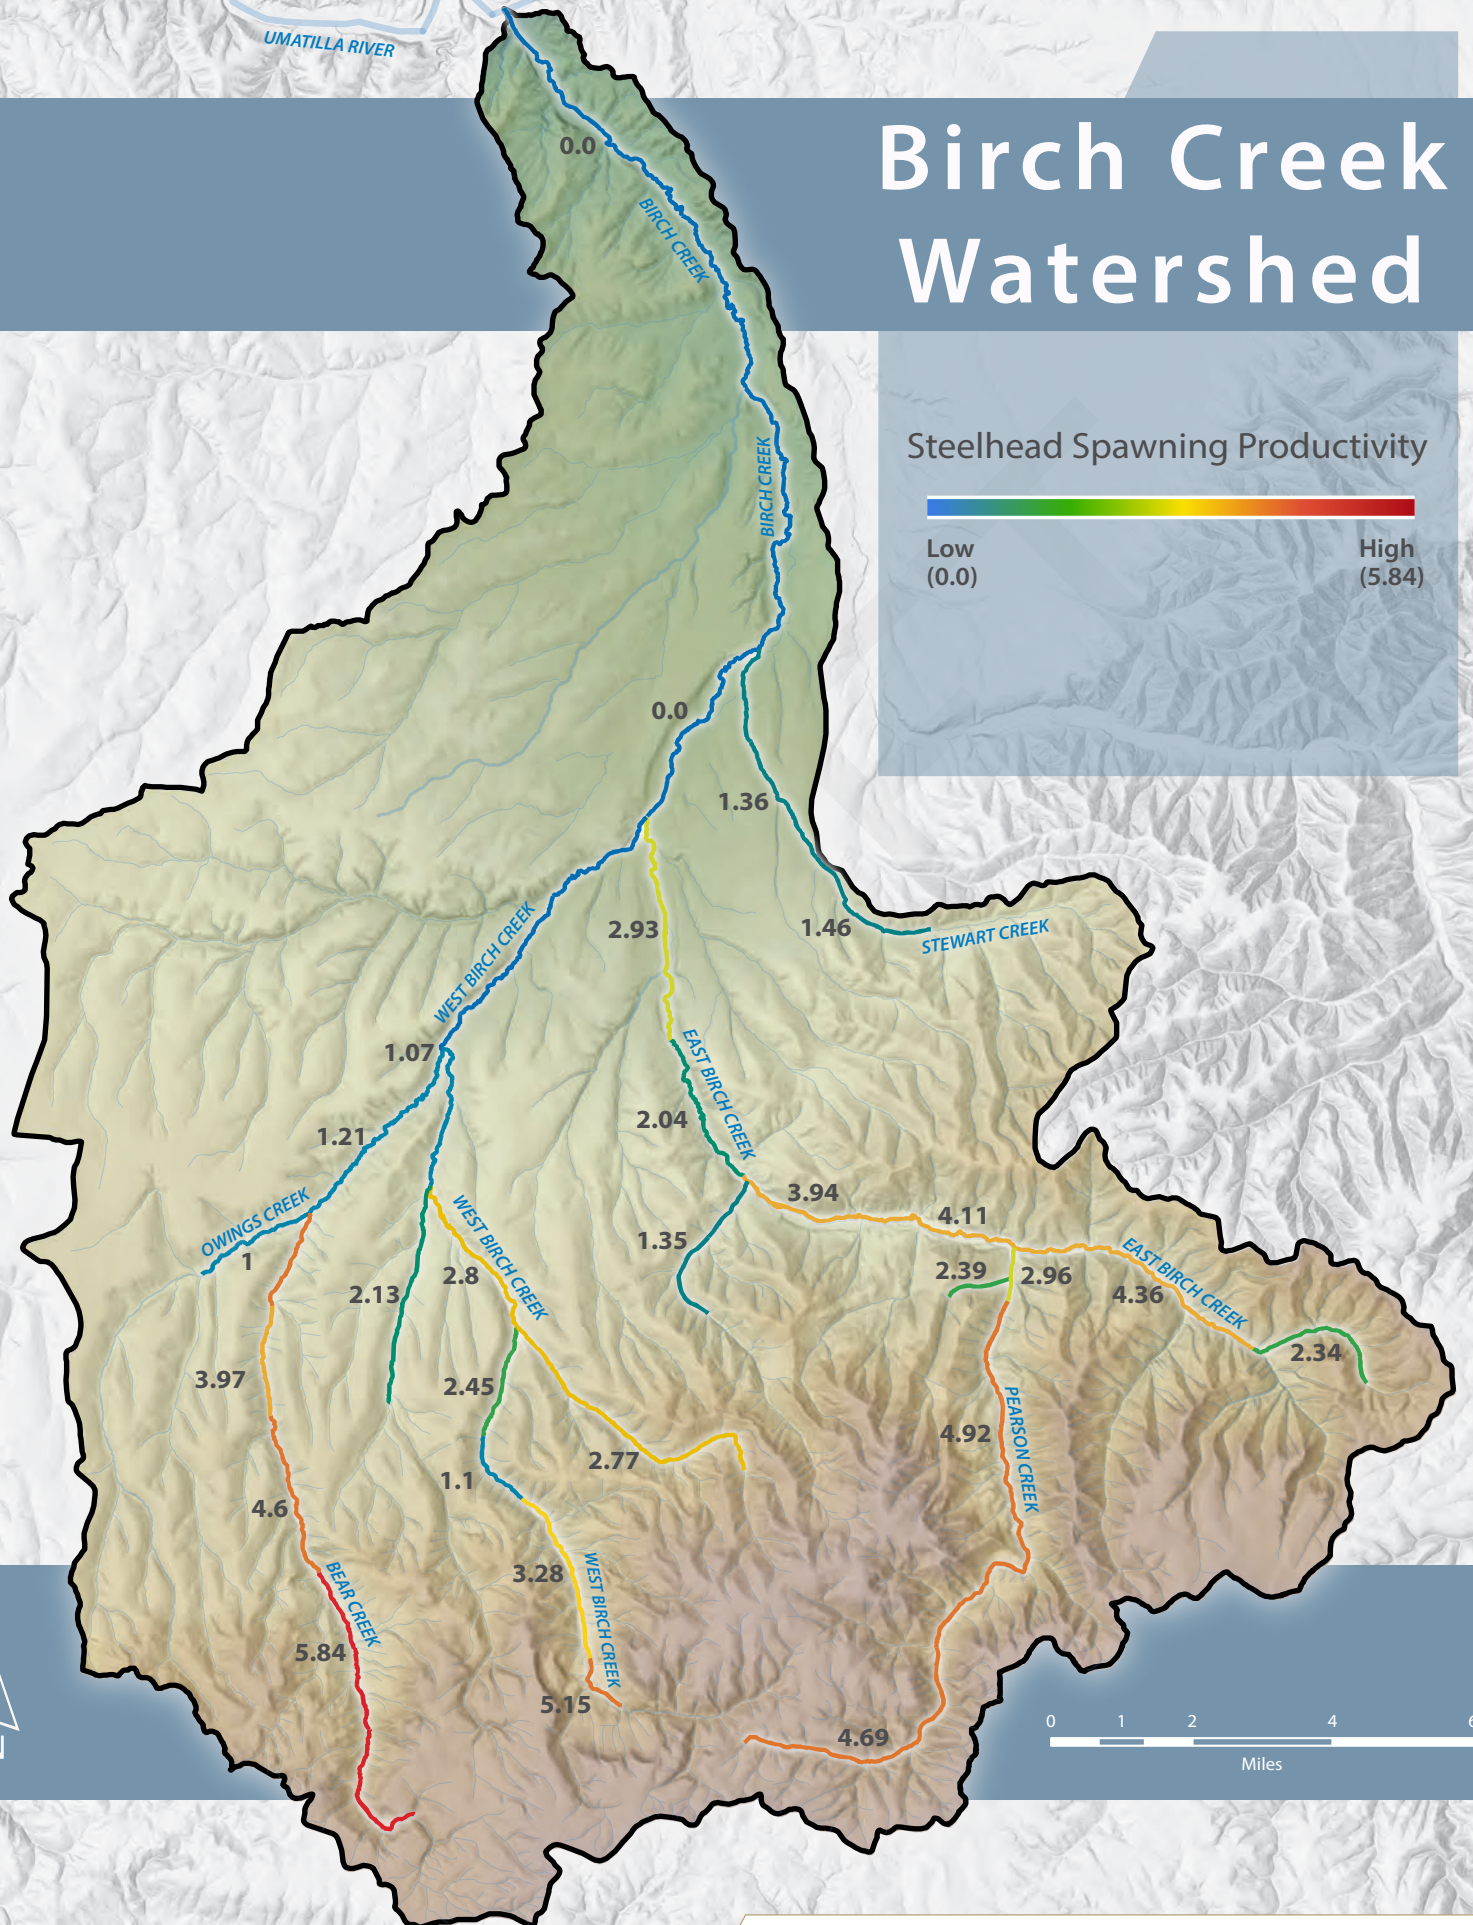 UMATILLA RIVER
Birch Creek
Watershed
0.0
BIRCH CREEK
Steelhead Spawning Productivity
BIRCH CREEK
Low
(0.0)
High
(5.84)
0.0
1.36
2.93
1.46
STEWART CREEK
WEST BIRCH CREEK
1.07
EAST BIRCH CREEK
2.04
1.21
3.94
4.11
OWINGS CREEK
1
WEST BIRCH CREEK
1.35
2.8
2.13
2.39
2.96
EAST BIRCH CREEK
4.36
2.34
3.97
2.45
PEARSON CREEK
4.92
2.77
1.1
4.6
3.28
WEST BIRCH CREEK
BEAR CREEK
5.84
5.15
4.69
0 1 2 4 6
Miles